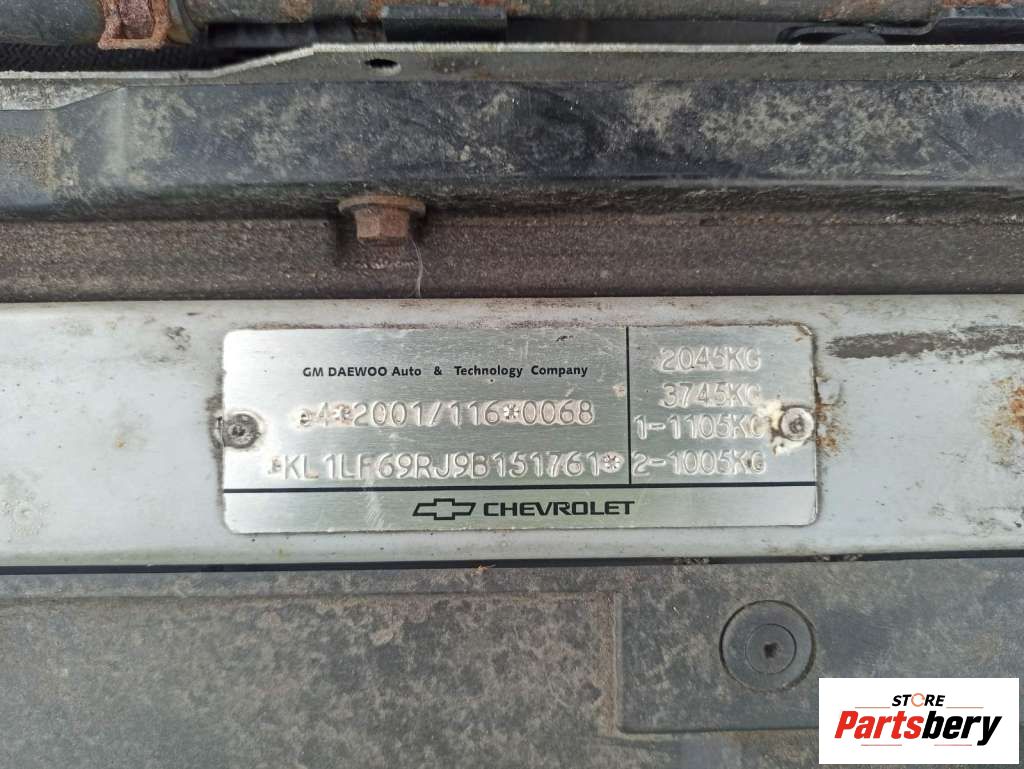 GM DAEWOO Auto & Technology Company
e4*2001/116*0068
*KL1LF69RJ9B151761*
2045KG
3745KG
1-1105KG
2-1005KG
CHEVROLET
STORE
Partsbery